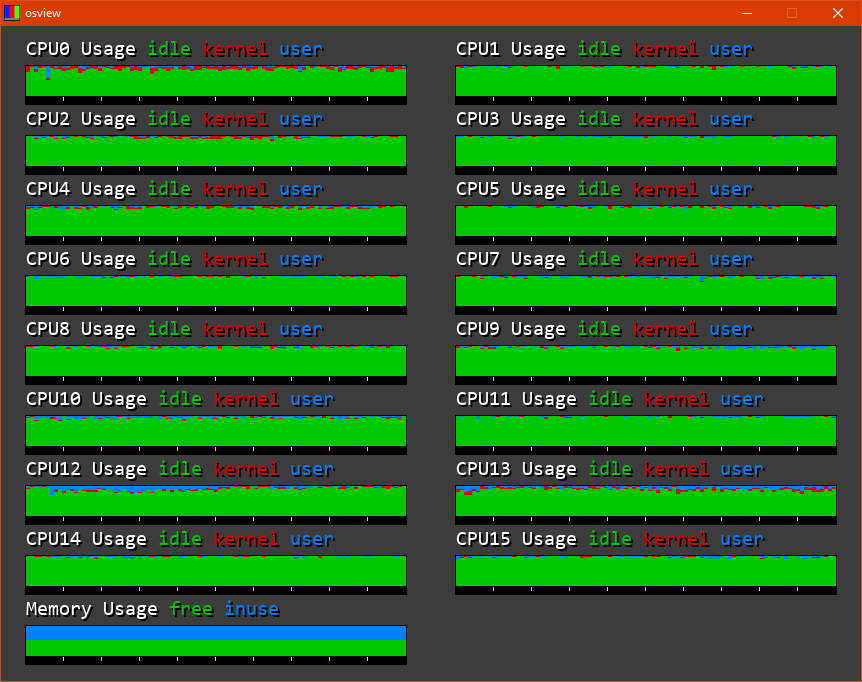 osview
CPU0 Usage idle kernel user
CPU1 Usage idle kernel user
CPU2 Usage idle kernel user
CPU3 Usage idle kernel user
CPU4 Usage idle kernel user
CPU5 Usage idle kernel user
CPU6 Usage idle kernel user
CPU7 Usage idle kernel user
CPU8 Usage idle kernel user
CPU9 Usage idle kernel user
CPU10 Usage idle kernel user
CPU11 Usage idle kernel user
CPU12 Usage idle kernel user
CPU13 Usage idle kernel user
CPU14 Usage idle kernel user
CPU15 Usage idle kernel user
Memory Usage free inuse